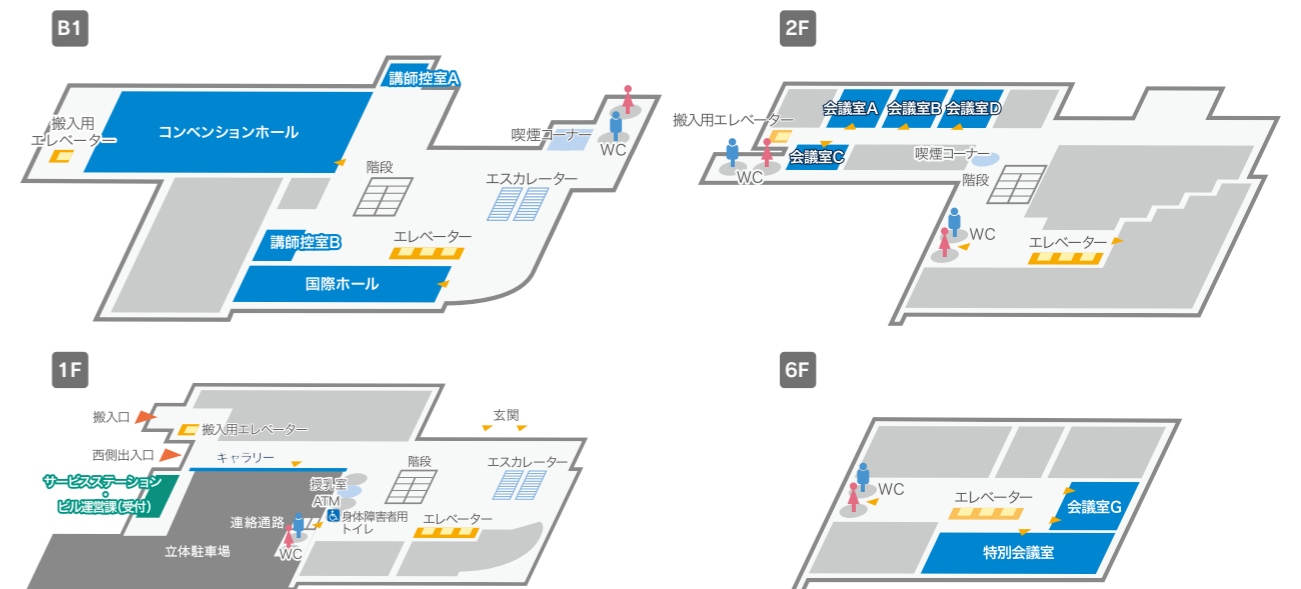 B1
講師控室A
コンベンションホール
搬入用
エレベーター
喫煙コーナー
WC
階段
エスカレーター
講師控室B
エレベーター
国際ホール
2F
会議室A
会議室B
会議室D
搬入用エレベーター
会議室C
喫煙コーナー
WC
階段
WC
エレベーター
1F
搬入口
搬入用エレベーター
玄関
西側出入口
キャラリー
階段
エスカレーター
サービスステーション
・
ビル運営課(受付)
授乳室
ATM
身体障害者用
トイレ
連絡通路
エレベーター
立体駐車場
WC
6F
WC
エレベーター
会議室G
特別会議室